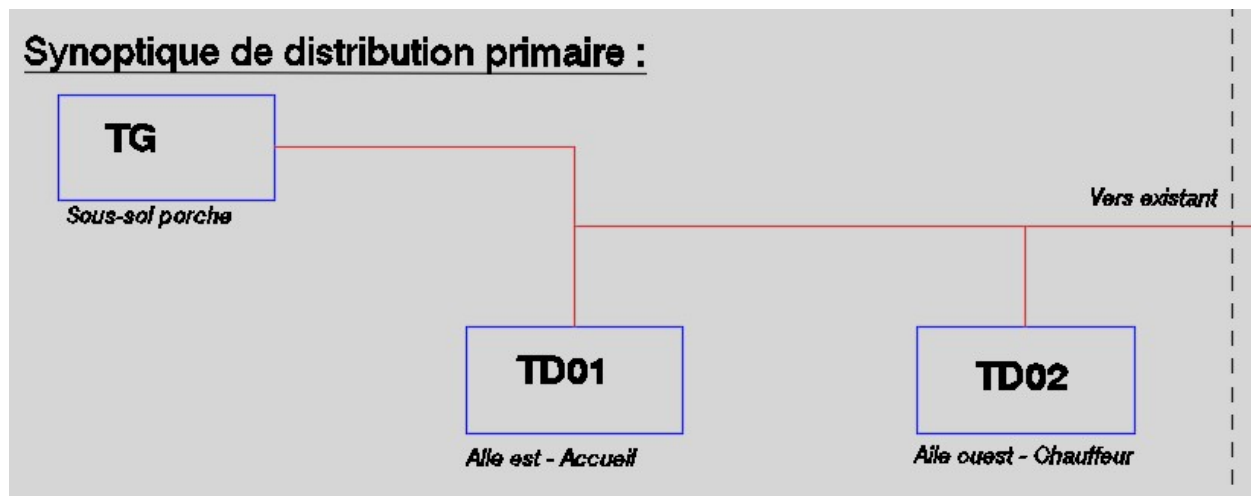 Synoptique de distribution primaire :
TG
Sous-sol porche
Vers existant
TD01
Aile est - Accueil
TD02
Aile ouest - Chauffeur